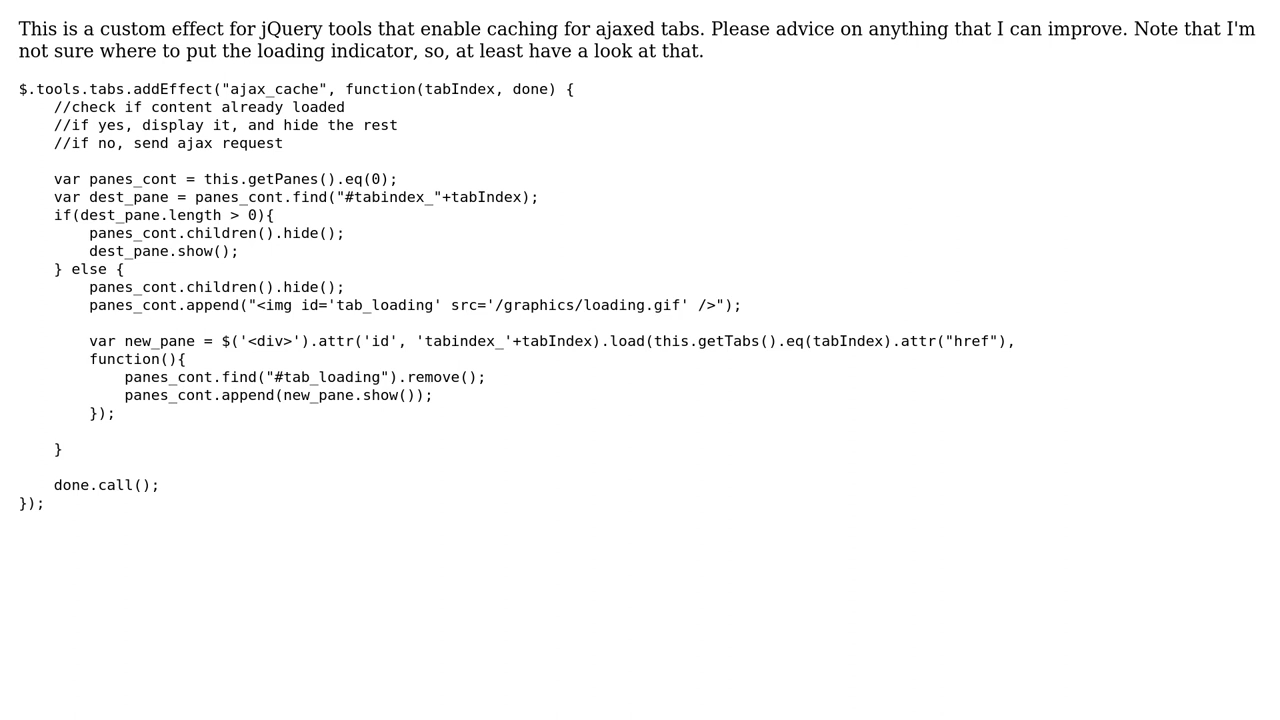 This is a custom effect for jQuery tools that enable caching for ajaxed tabs. Please advice on anything that I can improve. Note that I'm
not sure where to put the loading indicator, so, at least have a look at that.
$.tools.tabs.addEffect("ajax_cache", function(tabIndex, done) {
    //check if content already loaded
    //if yes, display it, and hide the rest
    //if no, send ajax request
    var panes_cont = this.getPanes().eq(0);
    var dest_pane = panes_cont.find("#tabindex_"+tabIndex);
    if(dest_pane.length > 0){
        panes_cont.children().hide();
        dest_pane.show();
    } else {
        panes_cont.children().hide();
        panes_cont.append("<img id='tab_loading' src='/graphics/loading.gif' />");
        var new_pane = $('<div>').attr('id', 'tabindex_'+tabIndex).load(this.getTabs().eq(tabIndex).attr("href"),
        function(){
            panes_cont.find("#tab_loading").remove();
            panes_cont.append(new_pane.show());
        });
    }
    done.call();
});